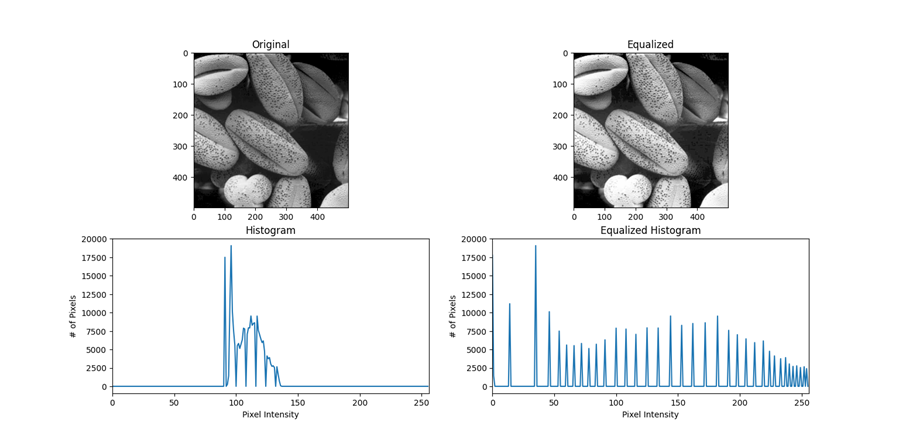 Original
0
100
200
300
400
0 100 200 300 400
Equalized
0
100
200
300
400
0 100 200 300 400
Histogram
20000
17500
15000
12500
10000
7500
5000
2500
0
# of Pixels
0 50 100 150 200 250
Pixel Intensity
Equalized Histogram
20000
17500
15000
12500
10000
7500
5000
2500
0
# of Pixels
0 50 100 150 200 250
Pixel Intensity